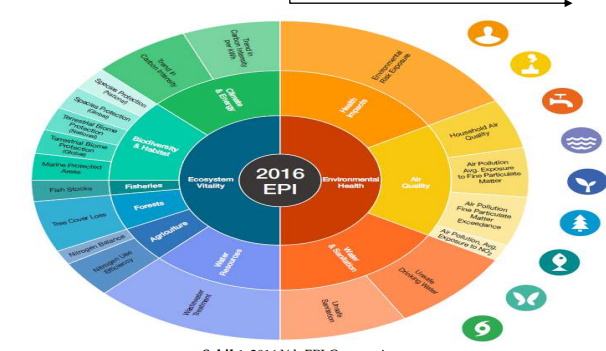 2016
EPI
Ecosystem
Vitality
Environmental
Health
Climate
& Energy
Biodiversity
& Habitat
Fisheries
Forests
Agriculture
Water
Resources
Health
Impacts
Air
Quality
Water
& Sanitation
Trend in
Carbon Intensity
Trend in
Carbon Intensity
per kWh
Species Protection
(National)
Species Protection
(Global)
Terrestrial Biome
Protection
(National)
Terrestrial Biome
Protection
(Global)
Marine Protected
Areas
Fish Stocks
Tree Cover Loss
Nitrogen Balance
Nitrogen Use
Efficiency
Wastewater
Treatment
Environmental
Risk Exposure
Household Air
Quality
Air Pollution
Avg. Exposure
to Fine Particulate
Matter
Air Pollution
Fine Particulate
Matter
Exceedance
Air Pollution, Avg.
Exposure to NO₂
Unsafe
Drinking Water
Unsafe
Sanitation